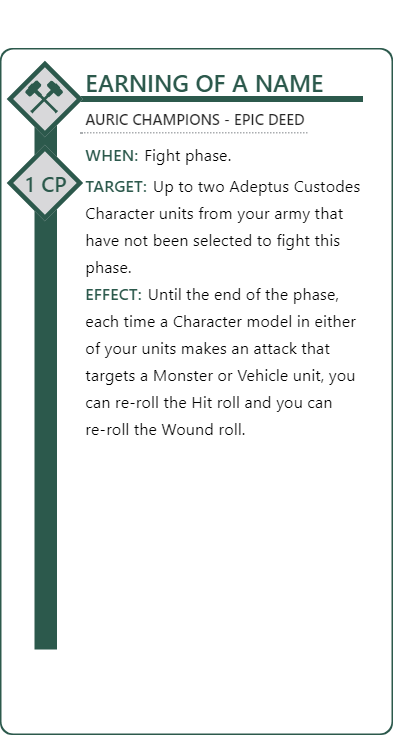 EARNING OF A NAME
AURIC CHAMPIONS - EPIC DEED
WHEN: Fight phase.
1 CP
TARGET: Up to two Adeptus Custodes
Character units from your army that
have not been selected to fight this
phase.
EFFECT: Until the end of the phase,
each time a Character model in either
of your units makes an attack that
targets a Monster or Vehicle unit, you
can re-roll the Hit roll and you can
re-roll the Wound roll.